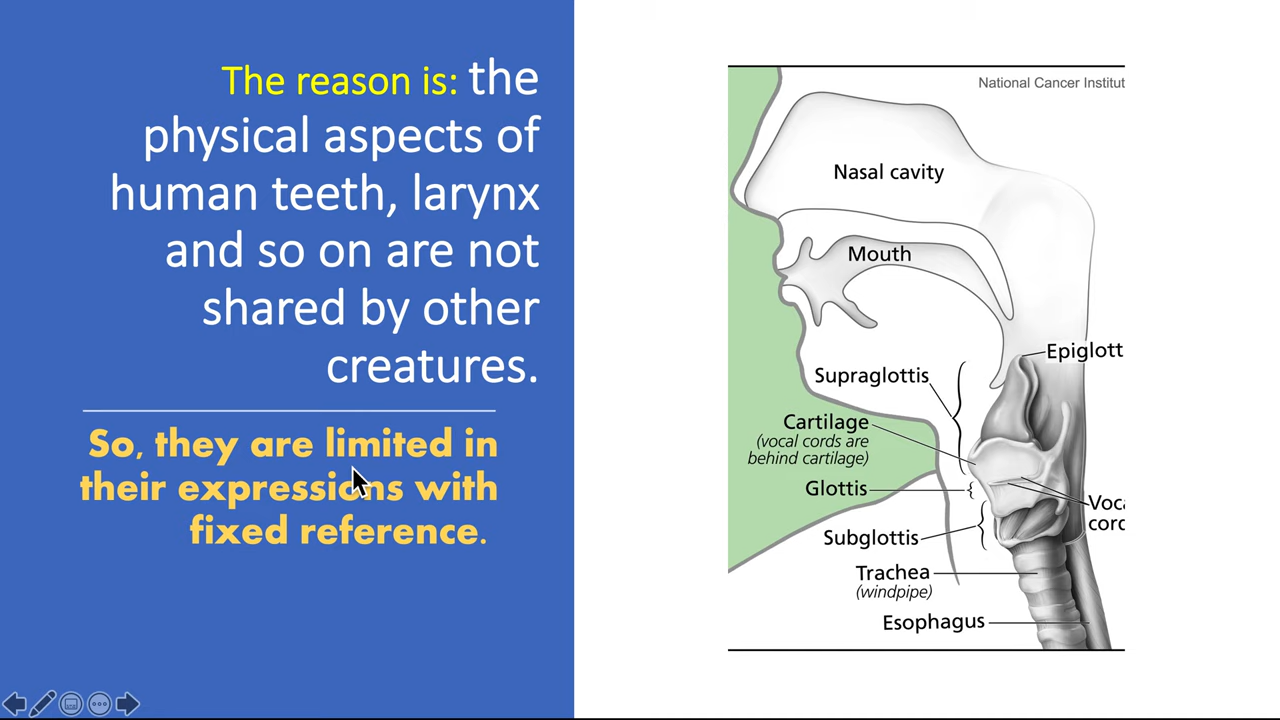 The reason is: the
physical aspects of
human teeth, larynx
and so on are not
shared by other
creatures.
So, they are limited in
their expressions with
fixed reference.
National Cancer Institut
Nasal cavity
Mouth
Epiglott
Supraglottis
Cartilage
(vocal cords are
behind cartilage)
Glottis
Voca
cord
Subglottis
Trachea
(windpipe)
Esophagus